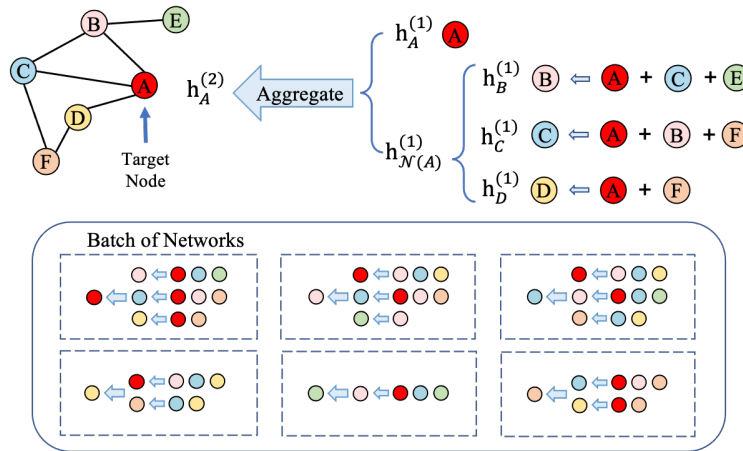 B
E
C
A
D
F
Target
Node
h_A^(2)
Aggregate
h_A^(1) A
h_N(A)^(1)
h_B^(1) B A + C + E
h_C^(1) C A + B + F
h_D^(1) D A + F
Batch of Networks